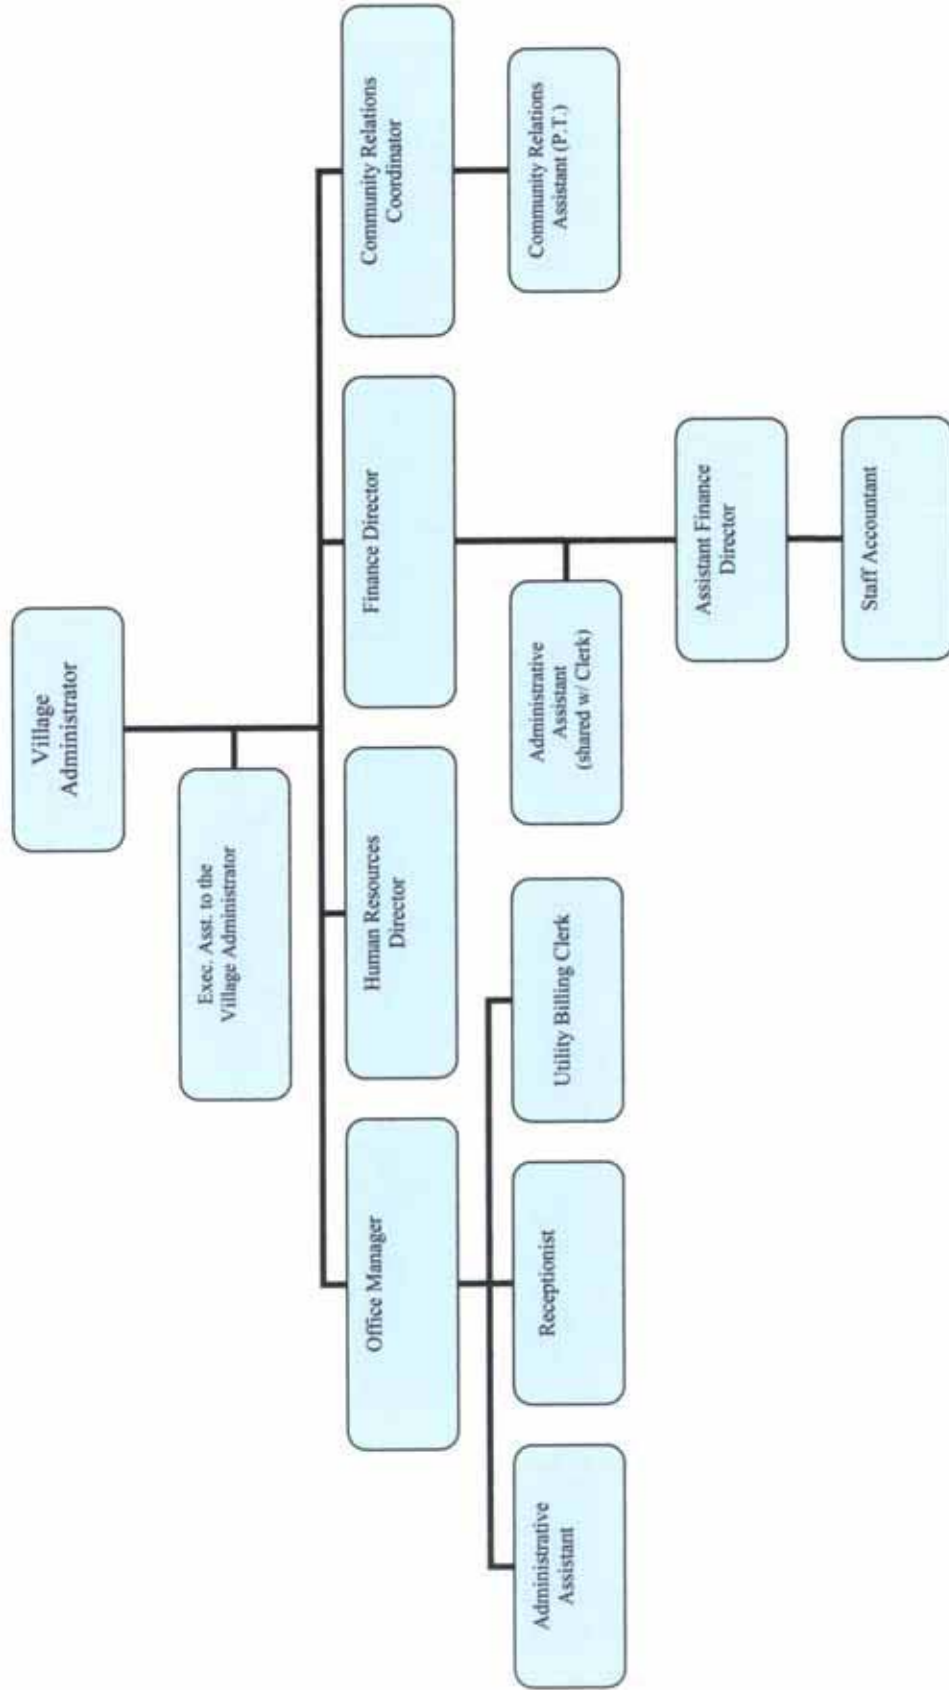 Village
Administrator
Exec. Asst. to the
Village Administrator
Office Manager
Human Resources
Director
Finance Director
Community Relations
Coordinator
Administrative
Assistant
Receptionist
Utility Billing Clerk
Administrative
Assistant
(shared w/ Clerk)
Community Relations
Assistant (P.T.)
Assistant Finance
Director
Staff Accountant